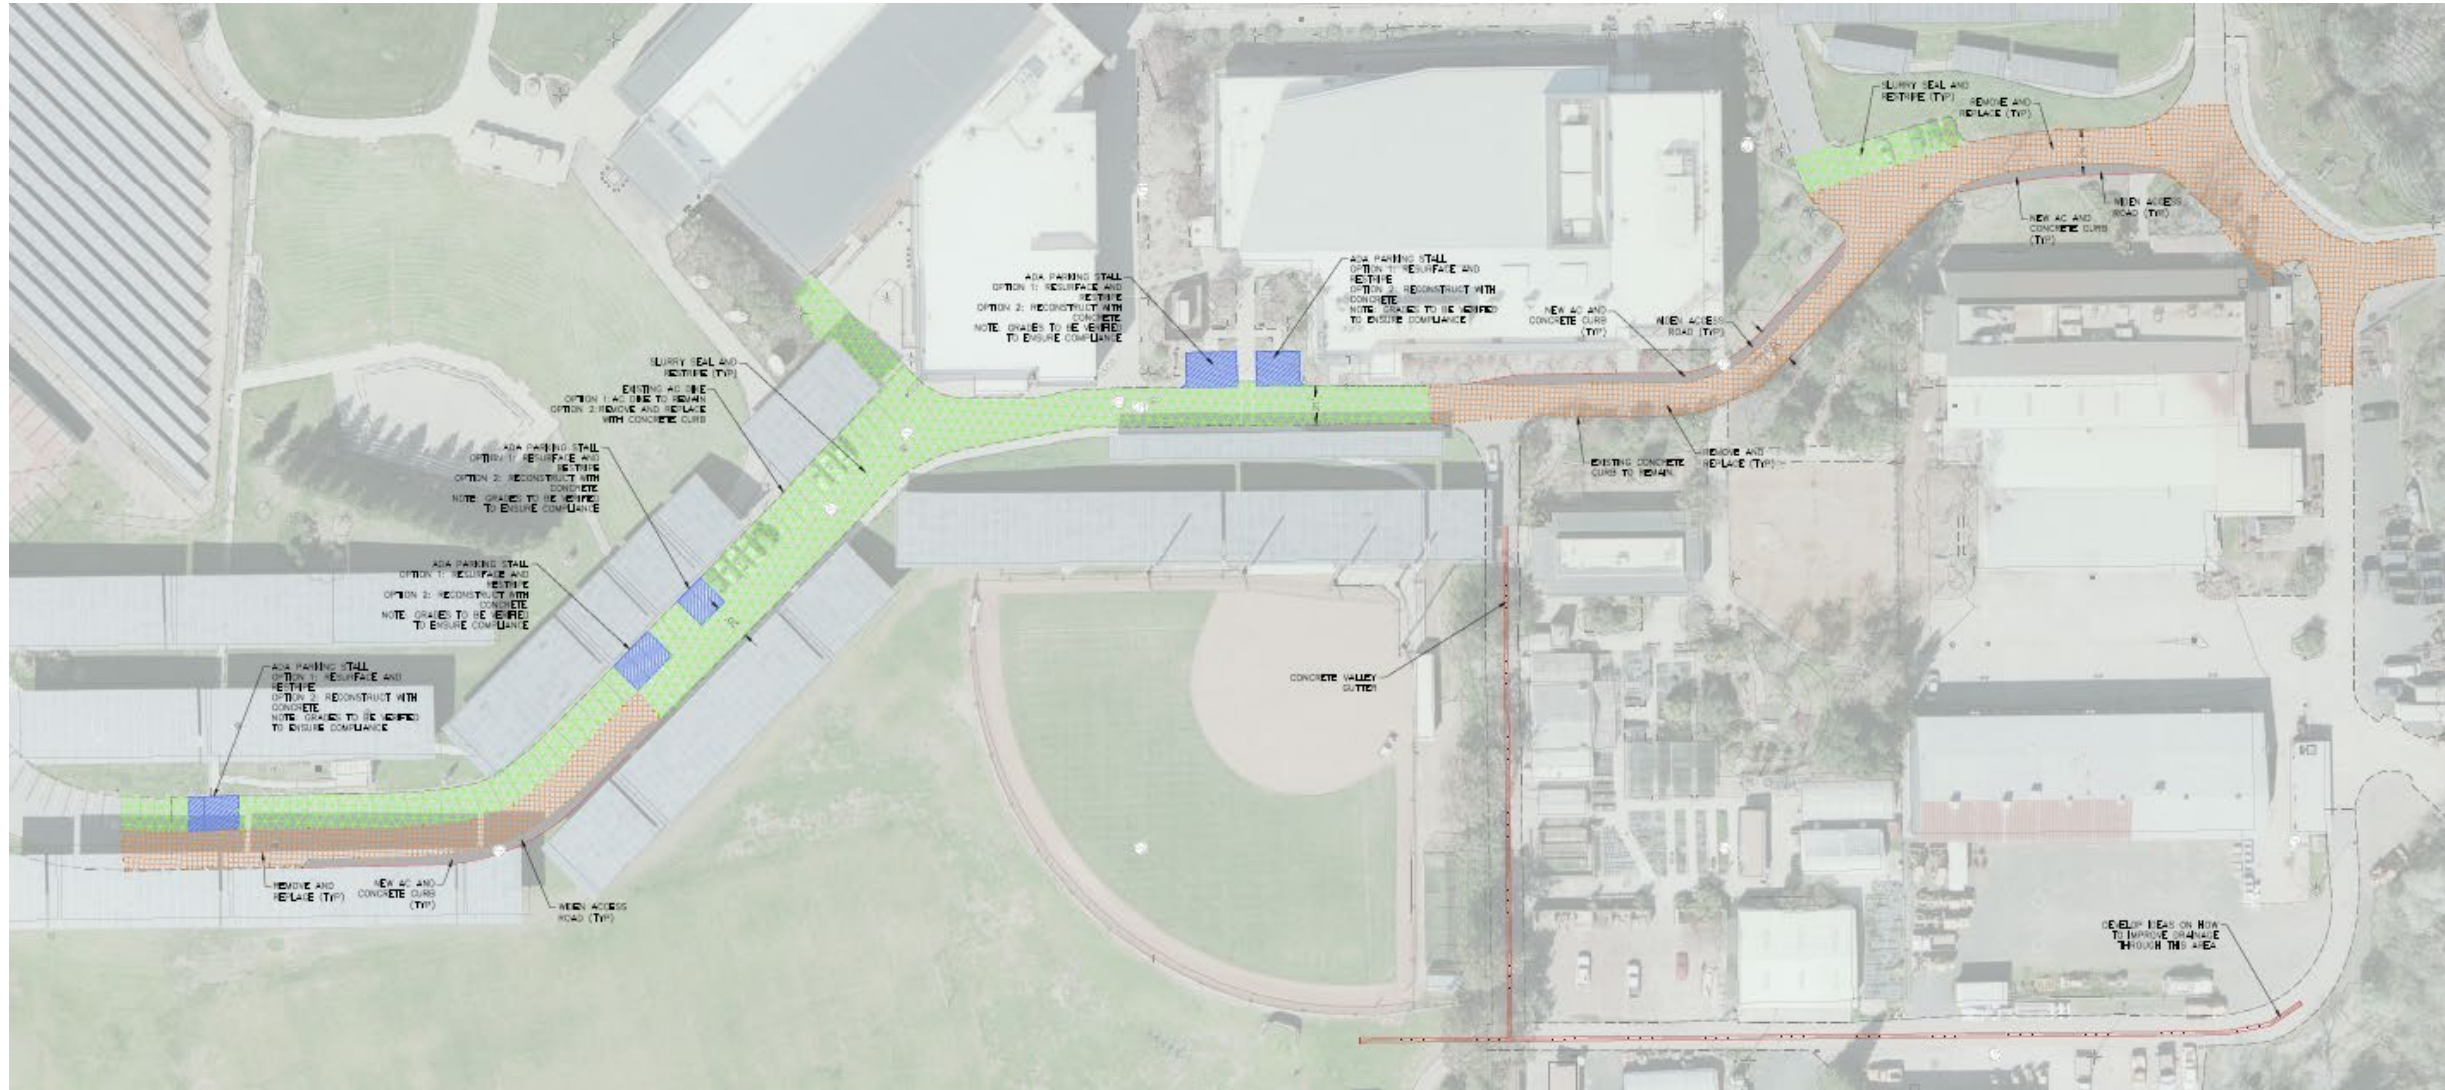 SLURRY SEAL AND
RESTRIPE (TYP)
REMOVE AND
REPLACE (TYP)
WIDEN ACCESS
ROAD (TYP)
NEW AC AND
CONCRETE CURB
(TYP)
ADA PARKING STALL
OPTION 1: RESURFACE AND
RESTRIPE
OPTION 2: RECONSTRUCT WITH
CONCRETE
NOTE: GRADES TO BE VERIFIED
TO ENSURE COMPLIANCE
ADA PARKING STALL
OPTION 1: RESURFACE AND
RESTRIPE
OPTION 2: RECONSTRUCT WITH
CONCRETE
NOTE: GRADES TO BE VERIFIED
TO ENSURE COMPLIANCE
NEW AC AND
CONCRETE CURB
(TYP)
WIDEN ACCESS
ROAD (TYP)
SLURRY SEAL AND
RESTRIPE (TYP)
EXISTING AC DIKE
OPTION 1: AC DIKE TO REMAIN
OPTION 2: REMOVE AND REPLACE
WITH CONCRETE CURB
ADA PARKING STALL
OPTION 1: RESURFACE AND
RESTRIPE
OPTION 2: RECONSTRUCT WITH
CONCRETE
NOTE: GRADES TO BE VERIFIED
TO ENSURE COMPLIANCE
EXISTING CONCRETE
CURB TO REMAIN
REMOVE AND
REPLACE (TYP)
ADA PARKING STALL
OPTION 1: RESURFACE AND
RESTRIPE
OPTION 2: RECONSTRUCT WITH
CONCRETE
NOTE: GRADES TO BE VERIFIED
TO ENSURE COMPLIANCE
ADA PARKING STALL
OPTION 1: RESURFACE AND
RESTRIPE
OPTION 2: RECONSTRUCT WITH
CONCRETE
NOTE: GRADES TO BE VERIFIED
TO ENSURE COMPLIANCE
CONCRETE VALLEY
GUTTER
REMOVE AND
REPLACE (TYP)
NEW AC AND
CONCRETE CURB
(TYP)
WIDEN ACCESS
ROAD (TYP)
DEVELOP IDEAS ON HOW
TO IMPROVE DRAINAGE
THROUGH THIS AREA